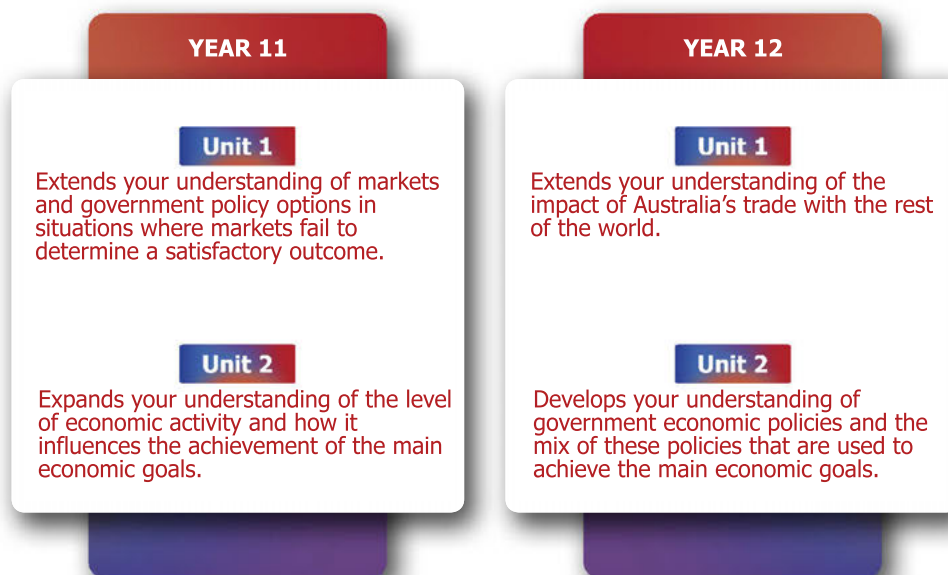 YEAR 11
Unit 1
Extends your understanding of markets
and government policy options in
situations where markets fail to
determine a satisfactory outcome.
Unit 2
Expands your understanding of the level
of economic activity and how it
influences the achievement of the main
economic goals.
YEAR 12
Unit 1
Extends your understanding of the
impact of Australia’s trade with the rest
of the world.
Unit 2
Develops your understanding of
government economic policies and the
mix of these policies that are used to
achieve the main economic goals.